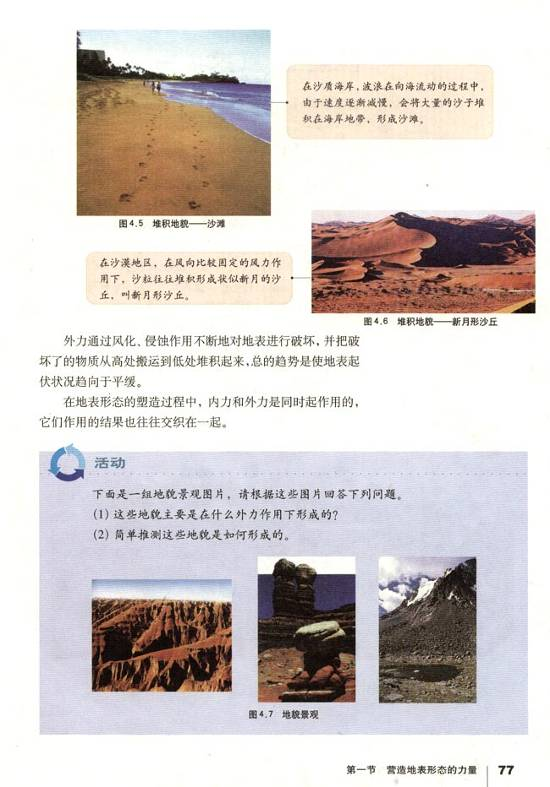 在沙质海岸，波浪在向海流动的过程中，
由于速度逐渐减慢，会将大量的沙子堆
积在海岸地带，形成沙滩。
图4.5 堆积地貌——沙滩
在沙漠地区，在风向比较固定的风力作
用下，沙粒往往堆积形成状似新月的沙
丘，叫新月形沙丘。
图4.6 堆积地貌——新月形沙丘
外力通过风化、侵蚀作用不断地对地表进行破坏，并把破
坏了的物质从高处搬运到低处堆积起来，总的趋势是使地表起
伏状况趋向于平缓。
在地表形态的塑造过程中，内力和外力是同时起作用的，
它们作用的结果也往往交织在一起。
活动
下面是一组地貌景观图片，请根据这些图片回答下列问题。
(1) 这些地貌主要是在什么外力作用下形成的？
(2) 简单推测这些地貌是如何形成的。
图4.7 地貌景观
第一节 营造地表形态的力量 77